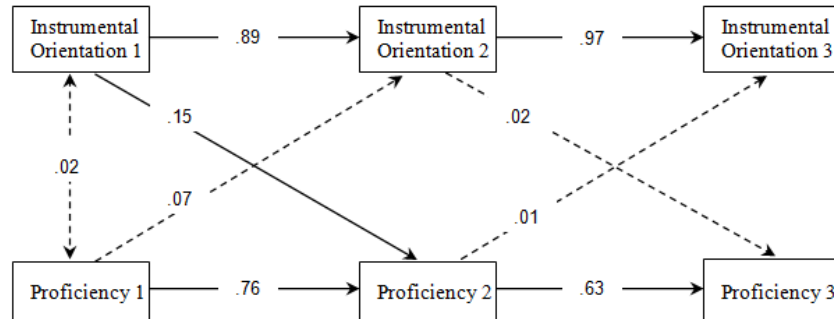 Instrumental
Orientation 1
.89
Instrumental
Orientation 2
.97
Instrumental
Orientation 3
.15
.02
.02
.07
.01
Proficiency 1
.76
Proficiency 2
.63
Proficiency 3